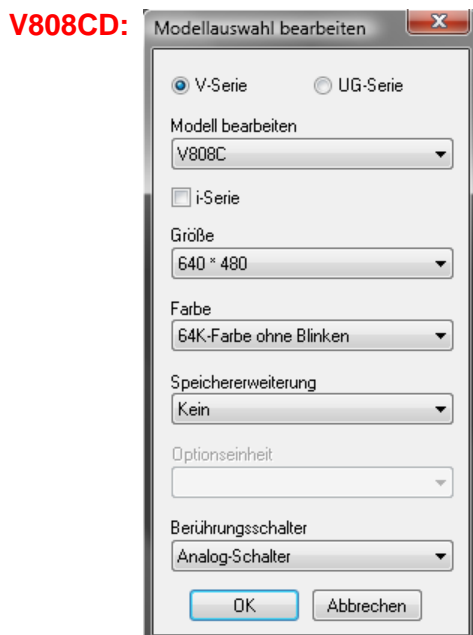 V808CD:
Modellauswahl bearbeiten
V-Serie UG-Serie
Modell bearbeiten
V808C
i-Serie
Größe
640 * 480
Farbe
64K-Farbe ohne Blinken
Speichererweiterung
Kein
Optionseinheit
Berührungsschalter
Analog-Schalter
OK Abbrechen